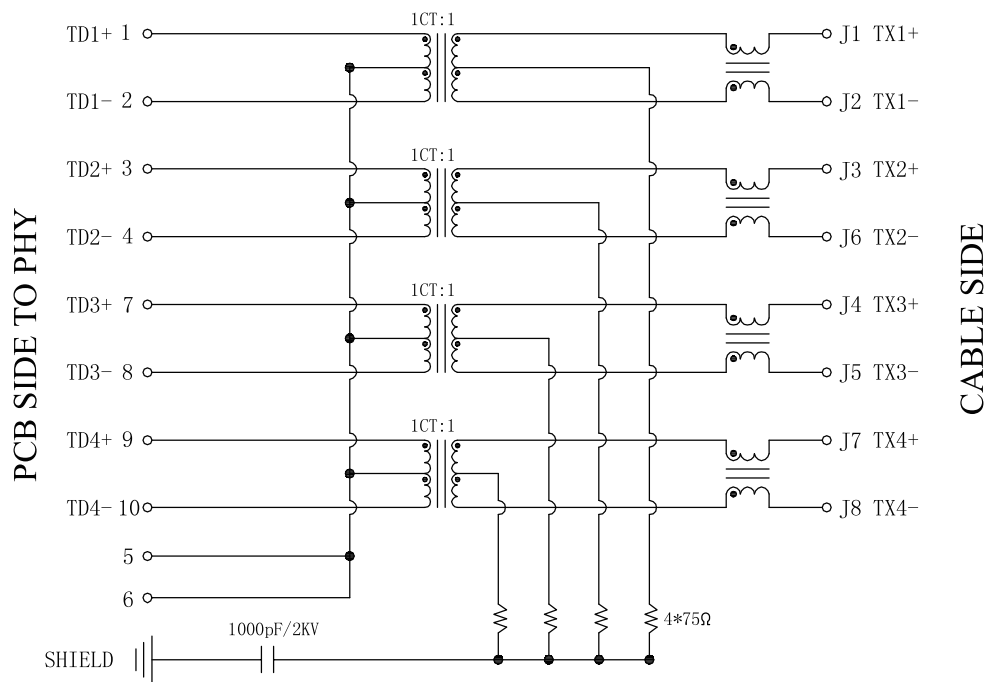 1CT:1
TD1+ 1
J1 TX1+
TD1- 2
J2 TX1-
1CT:1
TD2+ 3
J3 TX2+
TD2- 4
J6 TX2-
PCB SIDE TO PHY
CABLE SIDE
1CT:1
TD3+ 7
J4 TX3+
TD3- 8
J5 TX3-
1CT:1
TD4+ 9
J7 TX4+
TD4- 10
J8 TX4-
5
6
4*75Ω
1000pF/2KV
SHIELD